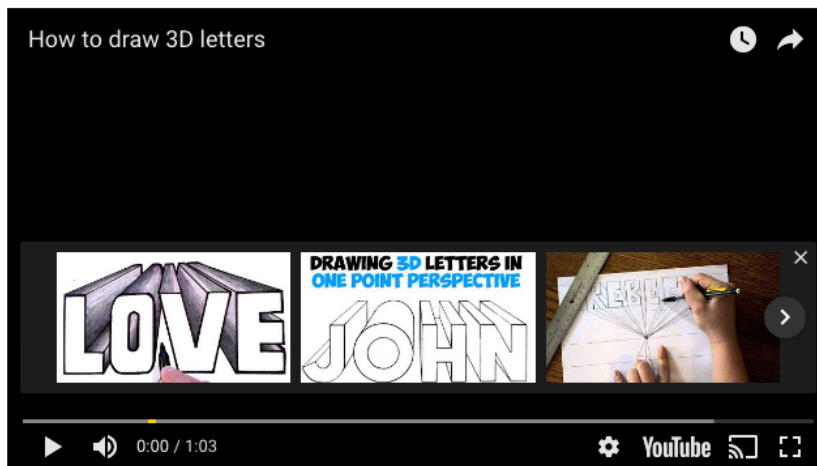 How to draw 3D letters
LOVE
DRAWING 3D LETTERS IN
ONE POINT PERSPECTIVE
JOHN
0:00 / 1:03
YouTube